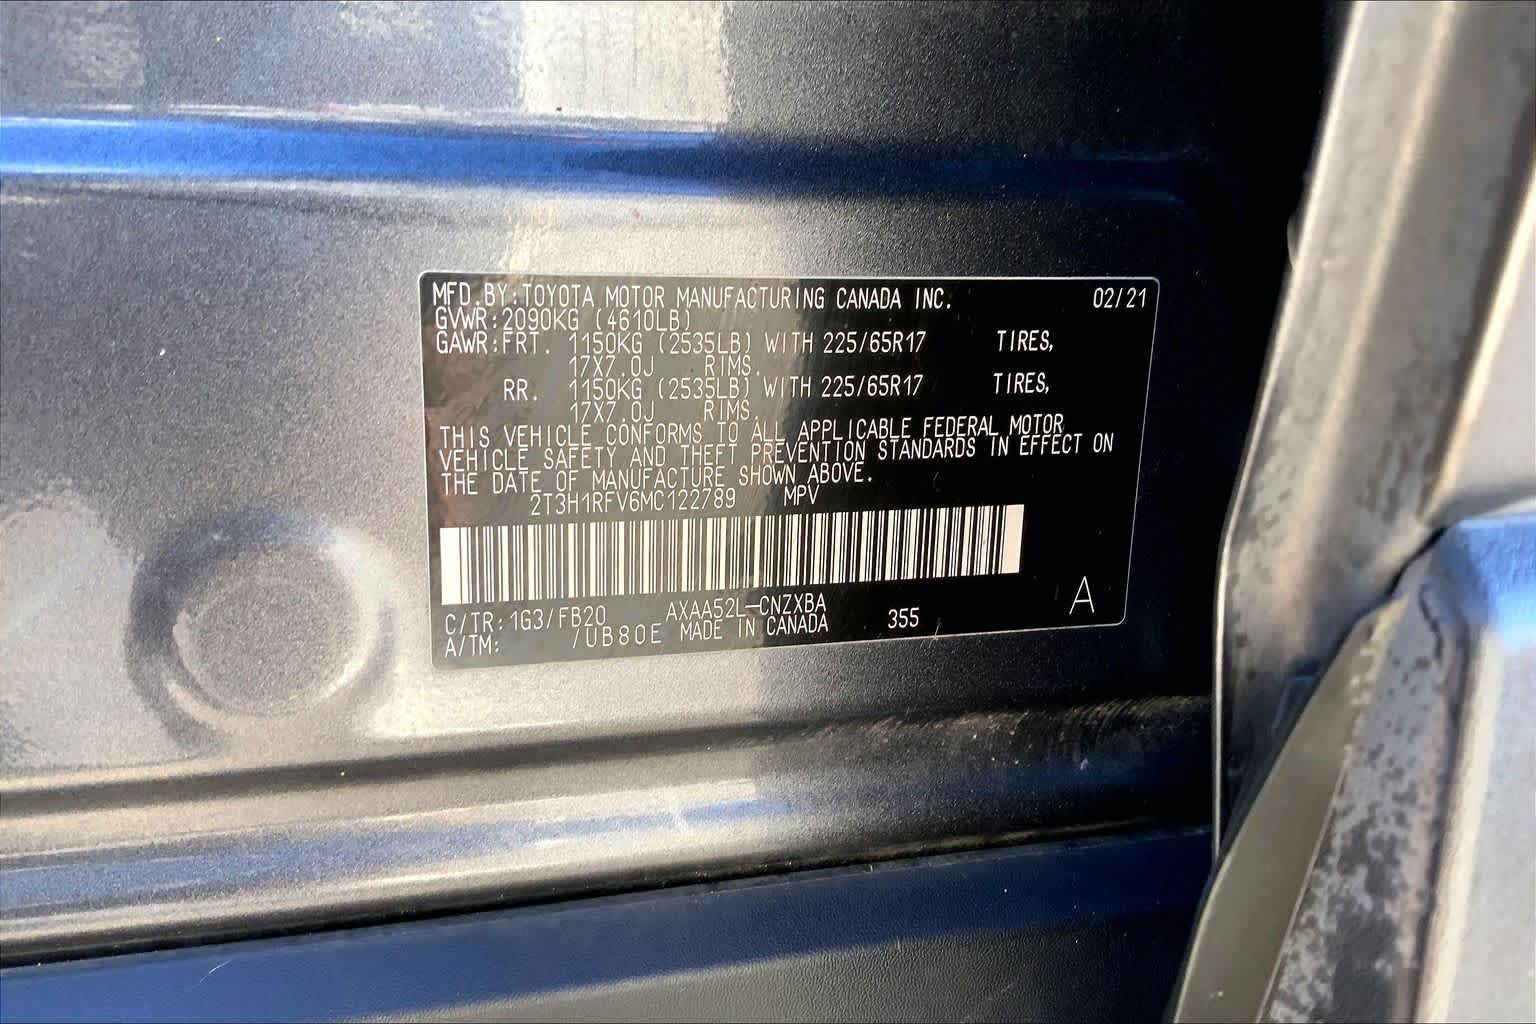 MFD.BY:TOYOTA MOTOR MANUFACTURING CANADA INC. 02/21
GVWR:2090KG (4610LB)
GAWR:FRT. 1150KG (2535LB) WITH 225/65R17 TIRES,
17X7.0J RIMS.
RR. 1150KG (2535LB) WITH 225/65R17 TIRES,
17X7.0J RIMS.
THIS VEHICLE CONFORMS TO ALL APPLICABLE FEDERAL MOTOR
VEHICLE SAFETY AND THEFT PREVENTION STANDARDS IN EFFECT ON
THE DATE OF MANUFACTURE SHOWN ABOVE.
2T3H1RFV6MC122789 MPV
C/TR:1G3/FB20 AXAA52L-CNZXBA 355 A
A/TM: /UB80E MADE IN CANADA